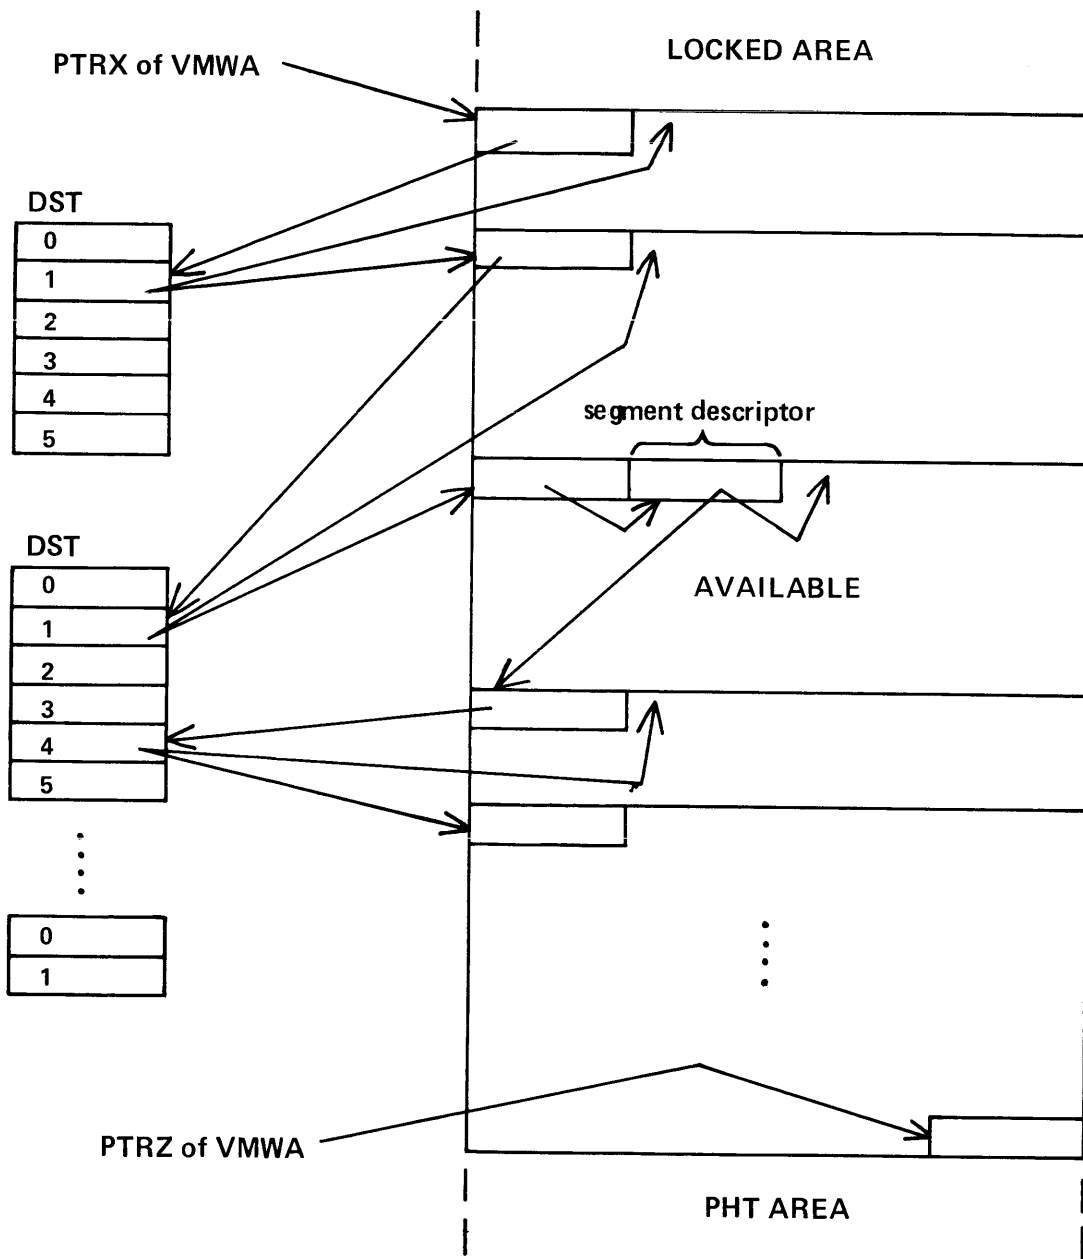 LOCKED AREA
PTRX of VMWA
DST
0
1
2
3
4
5
segment descriptor
DST
0
1
2
3
4
5
AVAILABLE
0
1
PTRZ of VMWA
PHT AREA